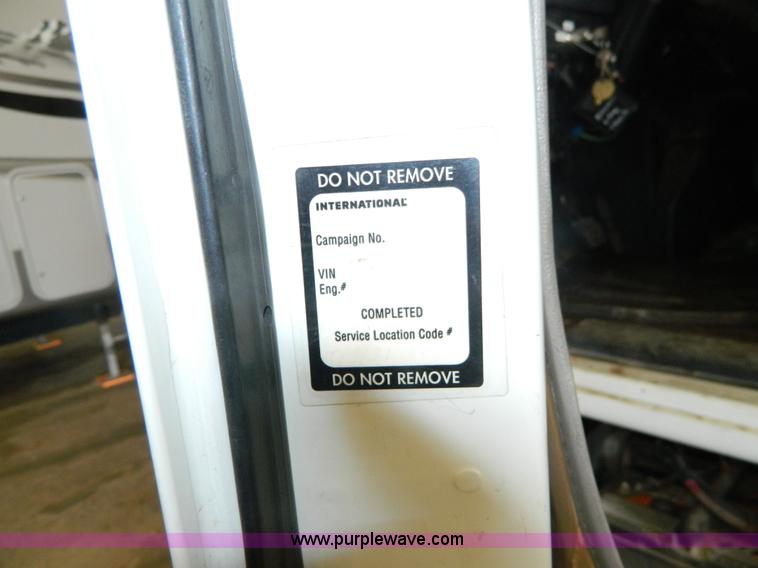 DO NOT REMOVE
INTERNATIONAL
Campaign No.
VIN
Eng.#
COMPLETED
Service Location Code #
DO NOT REMOVE
www.purplewave.com